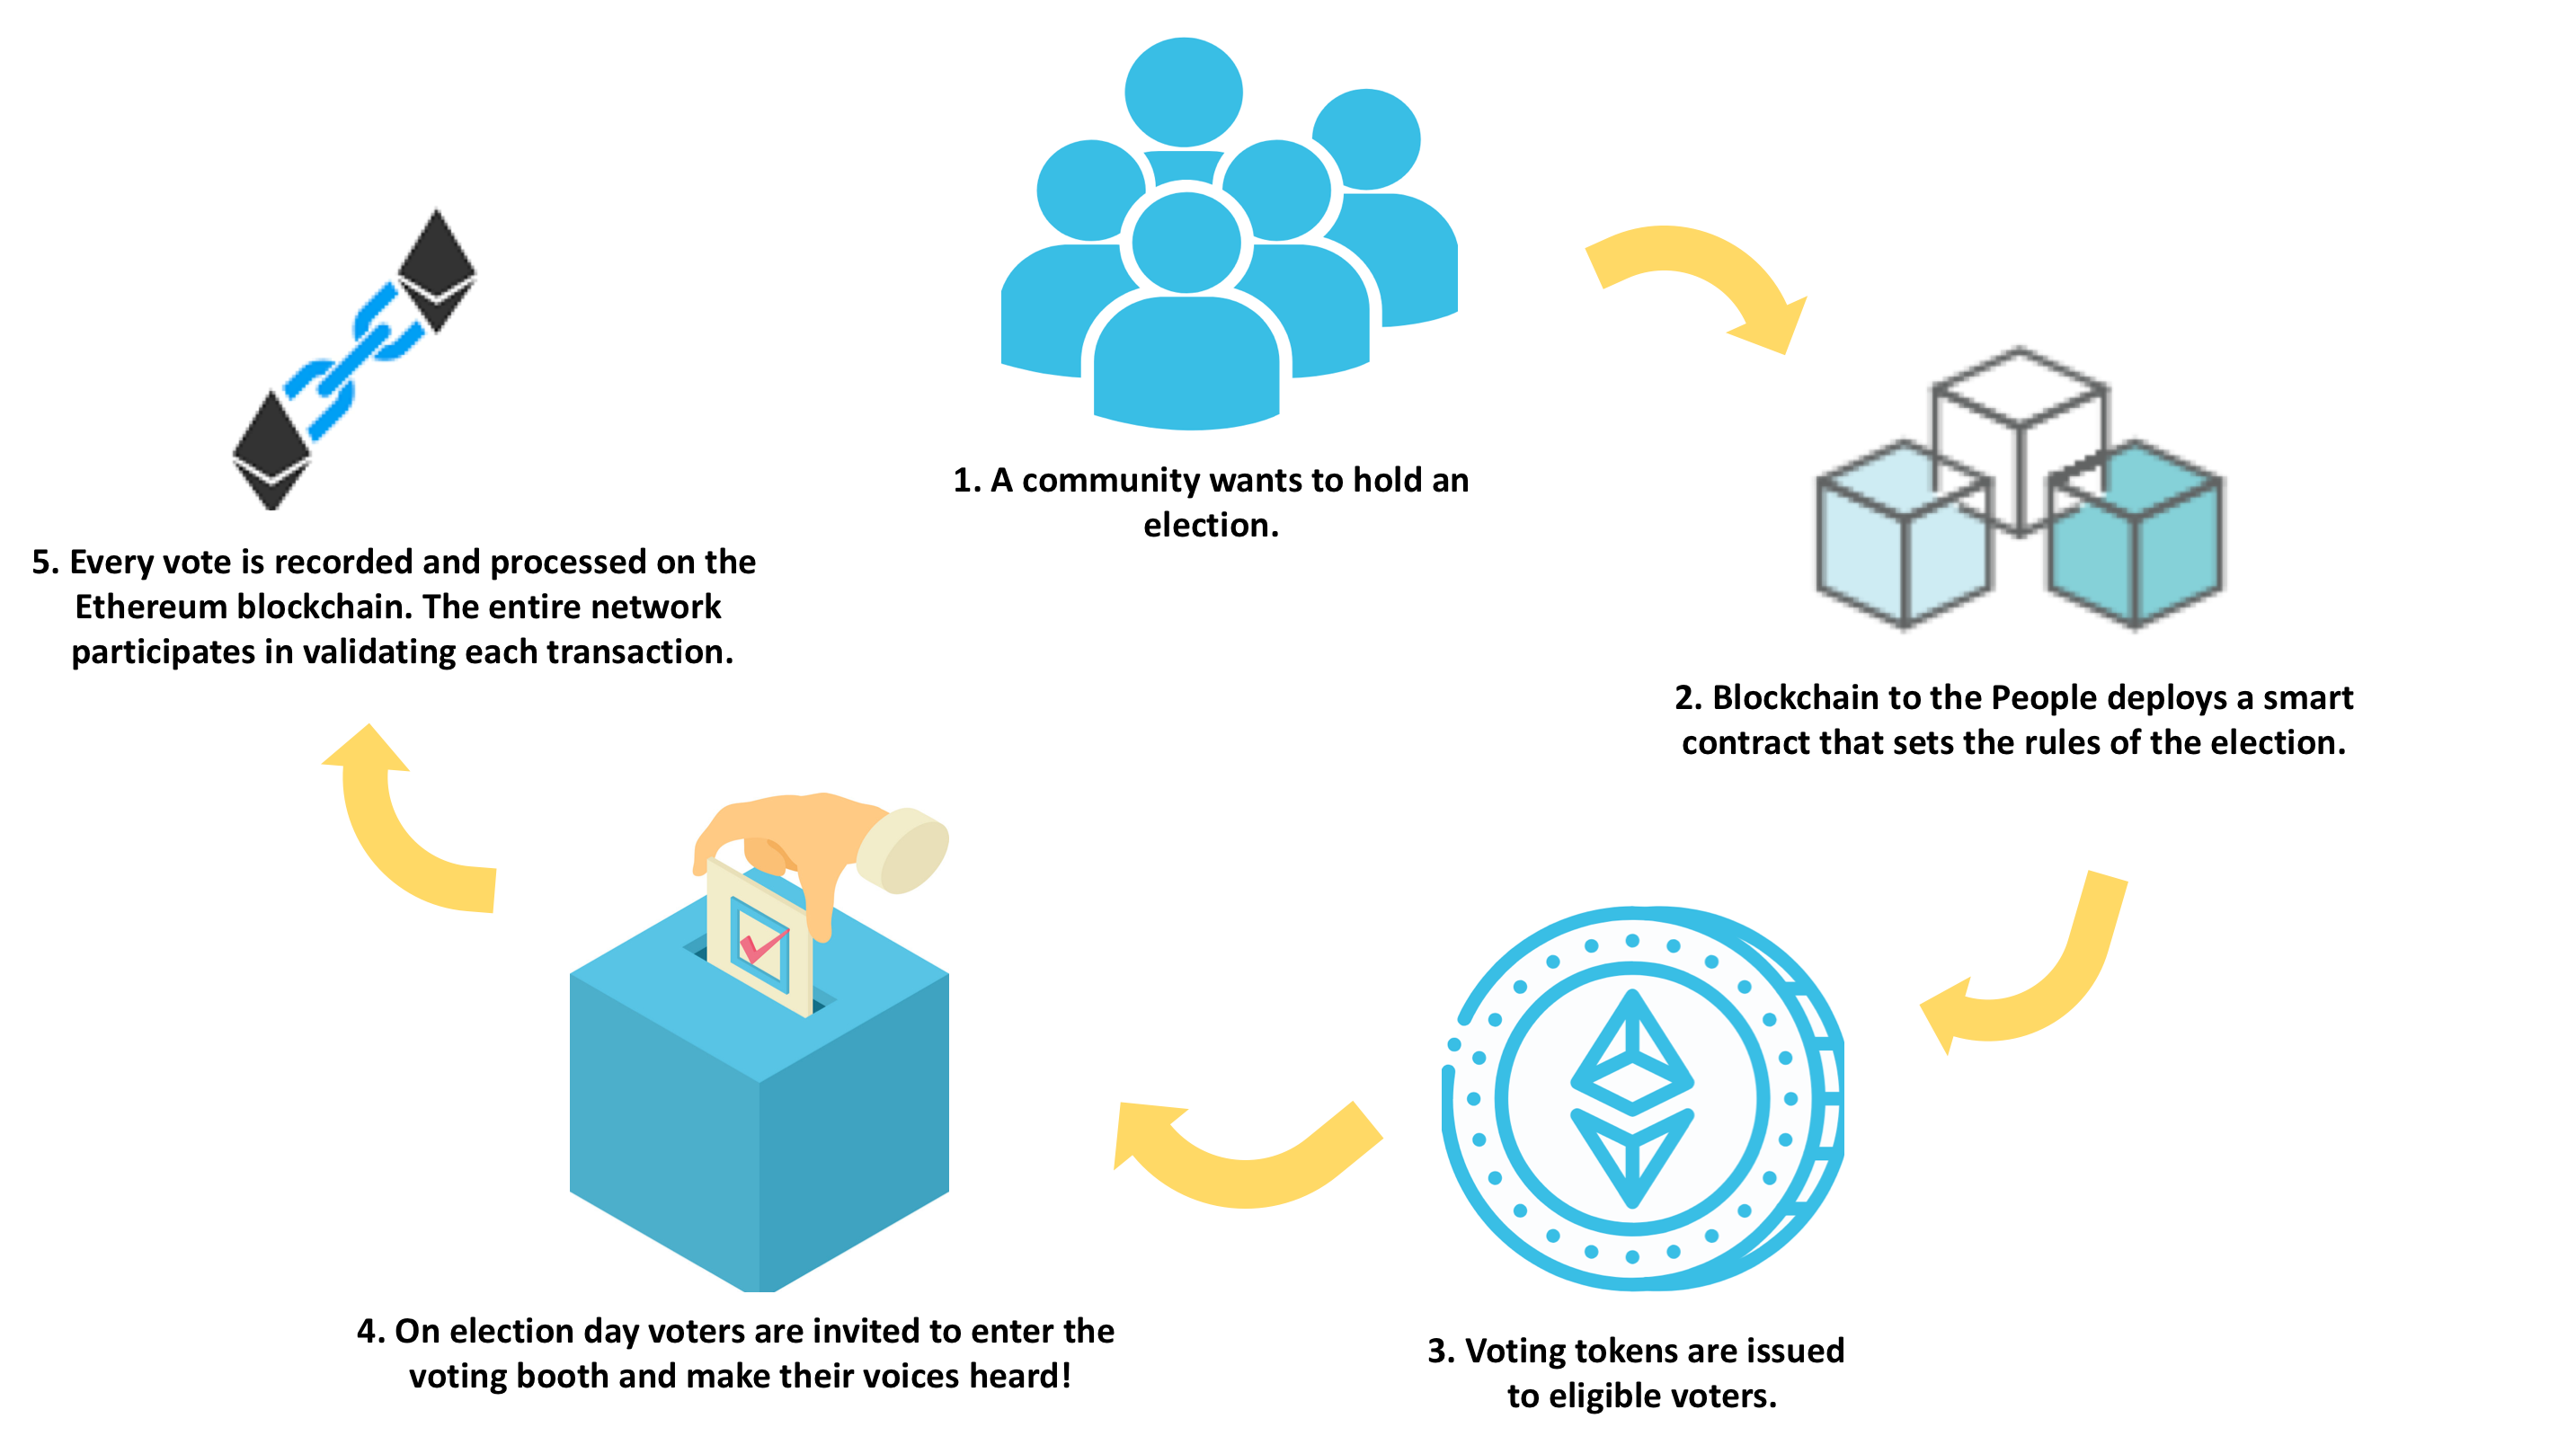 1. A community wants to hold an
election.
2. Blockchain to the People deploys a smart
contract that sets the rules of the election.
3. Voting tokens are issued
to eligible voters.
4. On election day voters are invited to enter the
voting booth and make their voices heard!
5. Every vote is recorded and processed on the
Ethereum blockchain. The entire network
participates in validating each transaction.